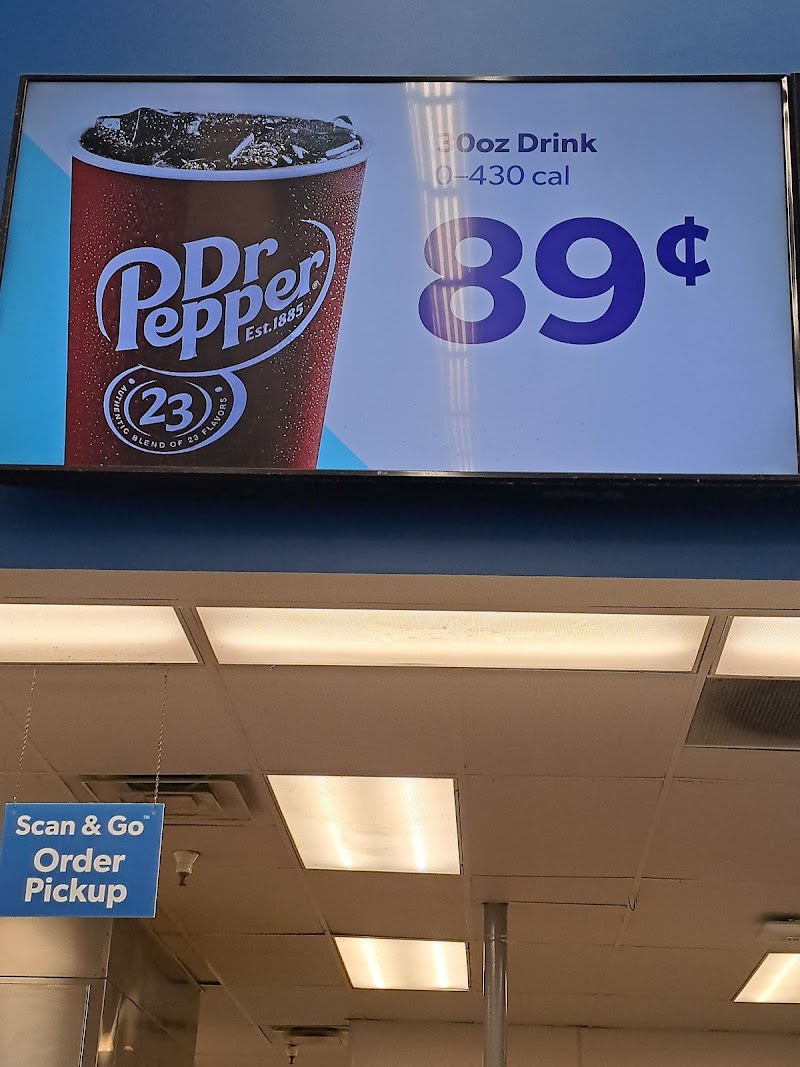 Dr
Pepper®
Est.1885
23
AUTHENTIC BLEND OF 23 FLAVORS
30oz Drink
0–430 cal
89¢
Scan & Go™
Order
Pickup